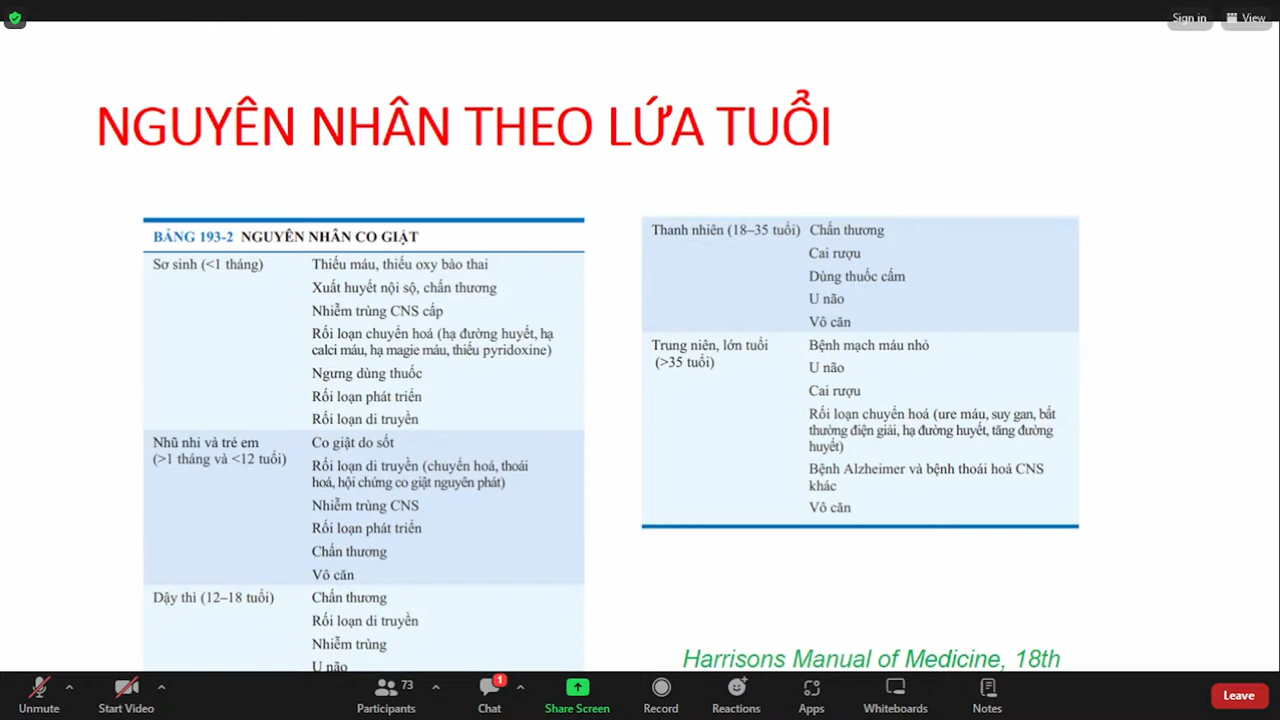 Sign in
View
NGUYÊN NHÂN THEO LỨA TUỔI
BẢNG 193-2 NGUYÊN NHÂN CO GIẬT
Sơ sinh (<1 tháng)
Thiếu máu, thiếu oxy bào thai
Xuất huyết nội sọ, chấn thương
Nhiễm trùng CNS cấp
Rối loạn chuyển hoá (hạ đường huyết, hạ
calci máu, hạ magie máu, thiếu pyridoxine)
Ngưng dùng thuốc
Rối loạn phát triển
Rối loạn di truyền
Nhũ nhi và trẻ em
(>1 tháng và <12 tuổi)
Co giật do sốt
Rối loạn di truyền (chuyển hoá, thoái
hoá, hội chứng co giật nguyên phát)
Nhiễm trùng CNS
Rối loạn phát triển
Chấn thương
Vô căn
Dậy thì (12–18 tuổi)
Chấn thương
Rối loạn di truyền
Nhiễm trùng
U não
Thanh niên (18–35 tuổi)
Chấn thương
Cai rượu
Dùng thuốc cấm
U não
Vô căn
Trung niên, lớn tuổi
(>35 tuổi)
Bệnh mạch máu nhỏ
U não
Cai rượu
Rối loạn chuyển hoá (ure máu, suy gan, bất
thường điện giải, hạ đường huyết, tăng đường
huyết)
Bệnh Alzheimer và bệnh thoái hoá CNS
khác
Vô căn
Harrisons Manual of Medicine, 18th
Unmute
Start Video
73
Participants
1
Chat
Share Screen
Record
Reactions
Apps
Whiteboards
Notes
Leave